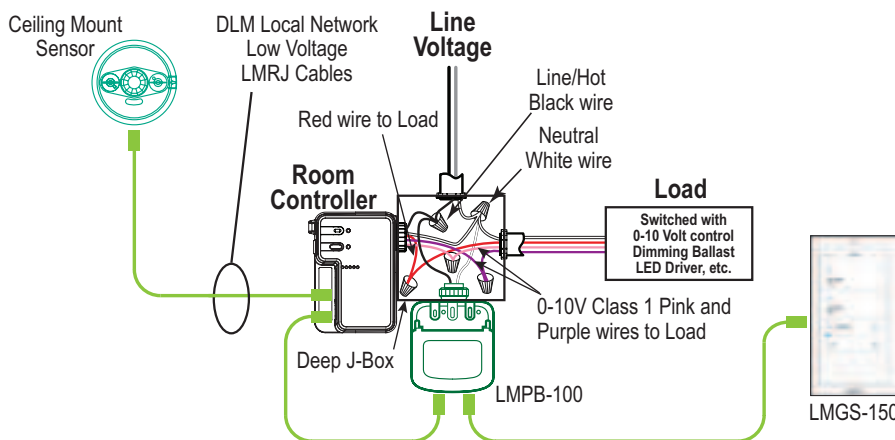 Ceiling Mount
Sensor
DLM Local Network
Low Voltage
LMRJ Cables
Line
Voltage
Line/Hot
Black wire
Red wire to Load
Neutral
White wire
Room
Controller
Load
Switched with
0-10 Volt control
Dimming Ballast
LED Driver, etc.
0-10V Class 1 Pink and
Purple wires to Load
Deep J-Box
LMPB-100
LMGS-150